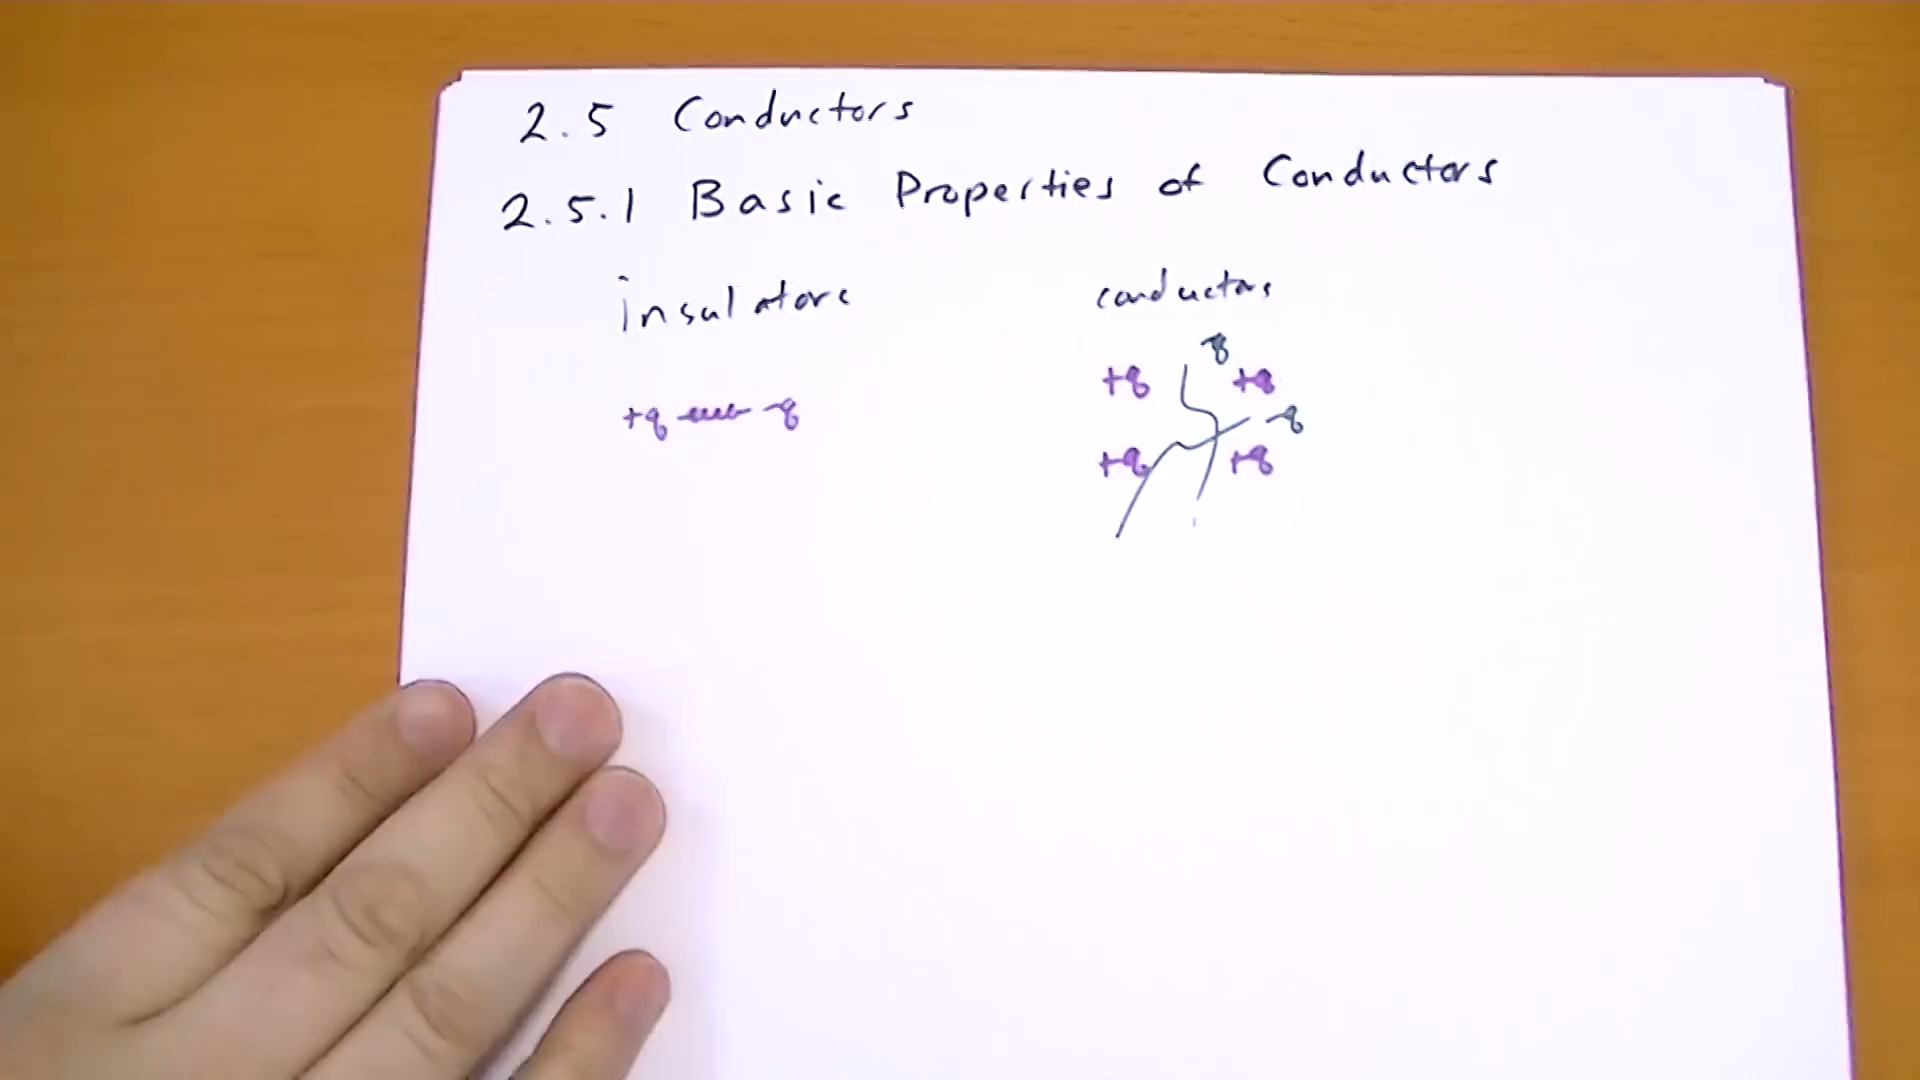 2.5 Conductors
2.5.1 Basic Properties of Conductors
insulators conductors
-q
+q +q
+q -q -q
+q +q